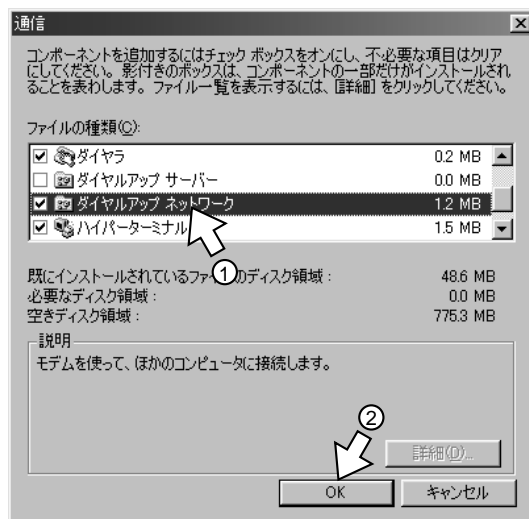 通信
コンポーネントを追加するにはチェック ボックスをオンにし、不必要な項目はクリア
にしてください。影付きのボックスは、コンポーネントの一部だけがインストールされ
ることを表わします。ファイル一覧を表示するには、[詳細] をクリックしてください。
ファイルの種類(C):
ダイヤラ 0.2 MB
ダイヤルアップ サーバー 0.0 MB
ダイヤルアップ ネットワーク 1.2 MB
ハイパーターミナル 1.5 MB
①
既にインストールされているファイルのディスク領域 : 48.6 MB
必要なディスク領域 : 0.0 MB
空きディスク領域 : 775.3 MB
説明
モデムを使って、ほかのコンピュータに接続します。
②
詳細(D)...
OK キャンセル